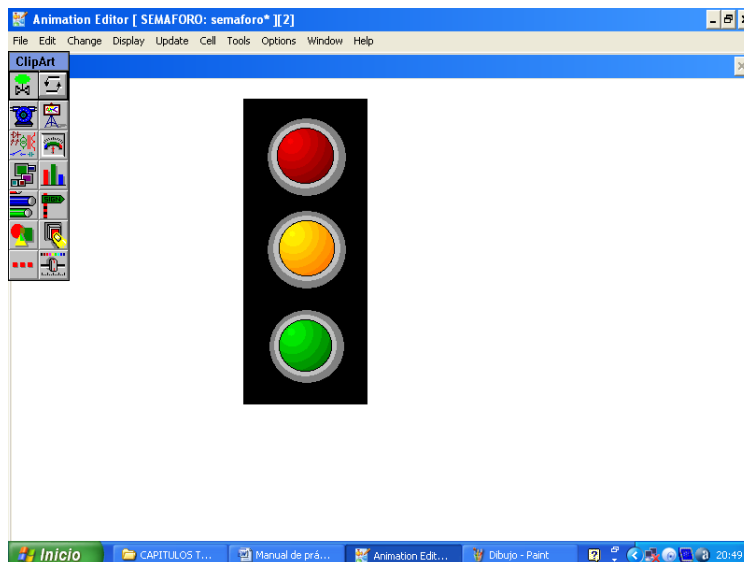 Animation Editor [ SEMAFORO: semaforo* ][2]
File Edit Change Display Update Cell Tools Options Window Help
ClipArt
Inicio CAPITULOS T... Manual de prá... Animation Edit... Dibujo - Paint 20:49